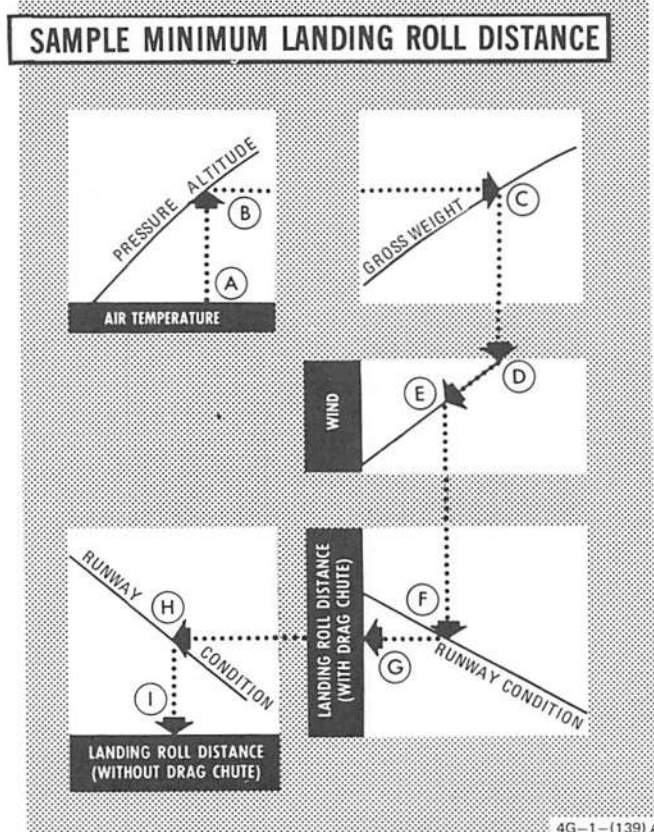 SAMPLE MINIMUM LANDING ROLL DISTANCE
PRESSURE ALTITUDE
B
A
AIR TEMPERATURE
GROSS WEIGHT
C
D
E
WIND
RUNWAY CONDITION
H
I
LANDING ROLL DISTANCE
(WITHOUT DRAG CHUTE)
LANDING ROLL DISTANCE
(WITH DRAG CHUTE)
F
G
RUNWAY CONDITION
4G-1-(139)